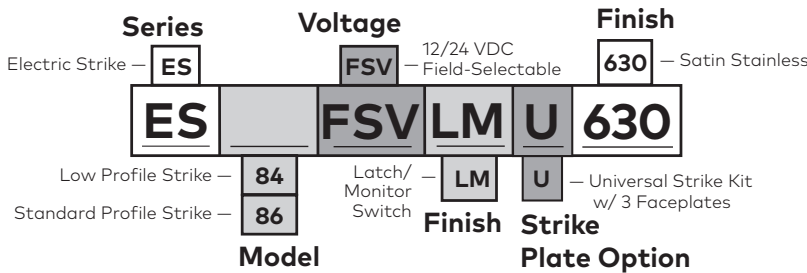 Series
Voltage
Finish
Electric Strike — ES
FSV — 12/24 VDC
Field-Selectable
630 — Satin Stainless
ES FSV LM U 630
Low Profile Strike — 84
Standard Profile Strike — 86
Model
Latch/
Monitor
Switch
— LM
Finish
U — Universal Strike Kit
w/ 3 Faceplates
Strike
Plate Option